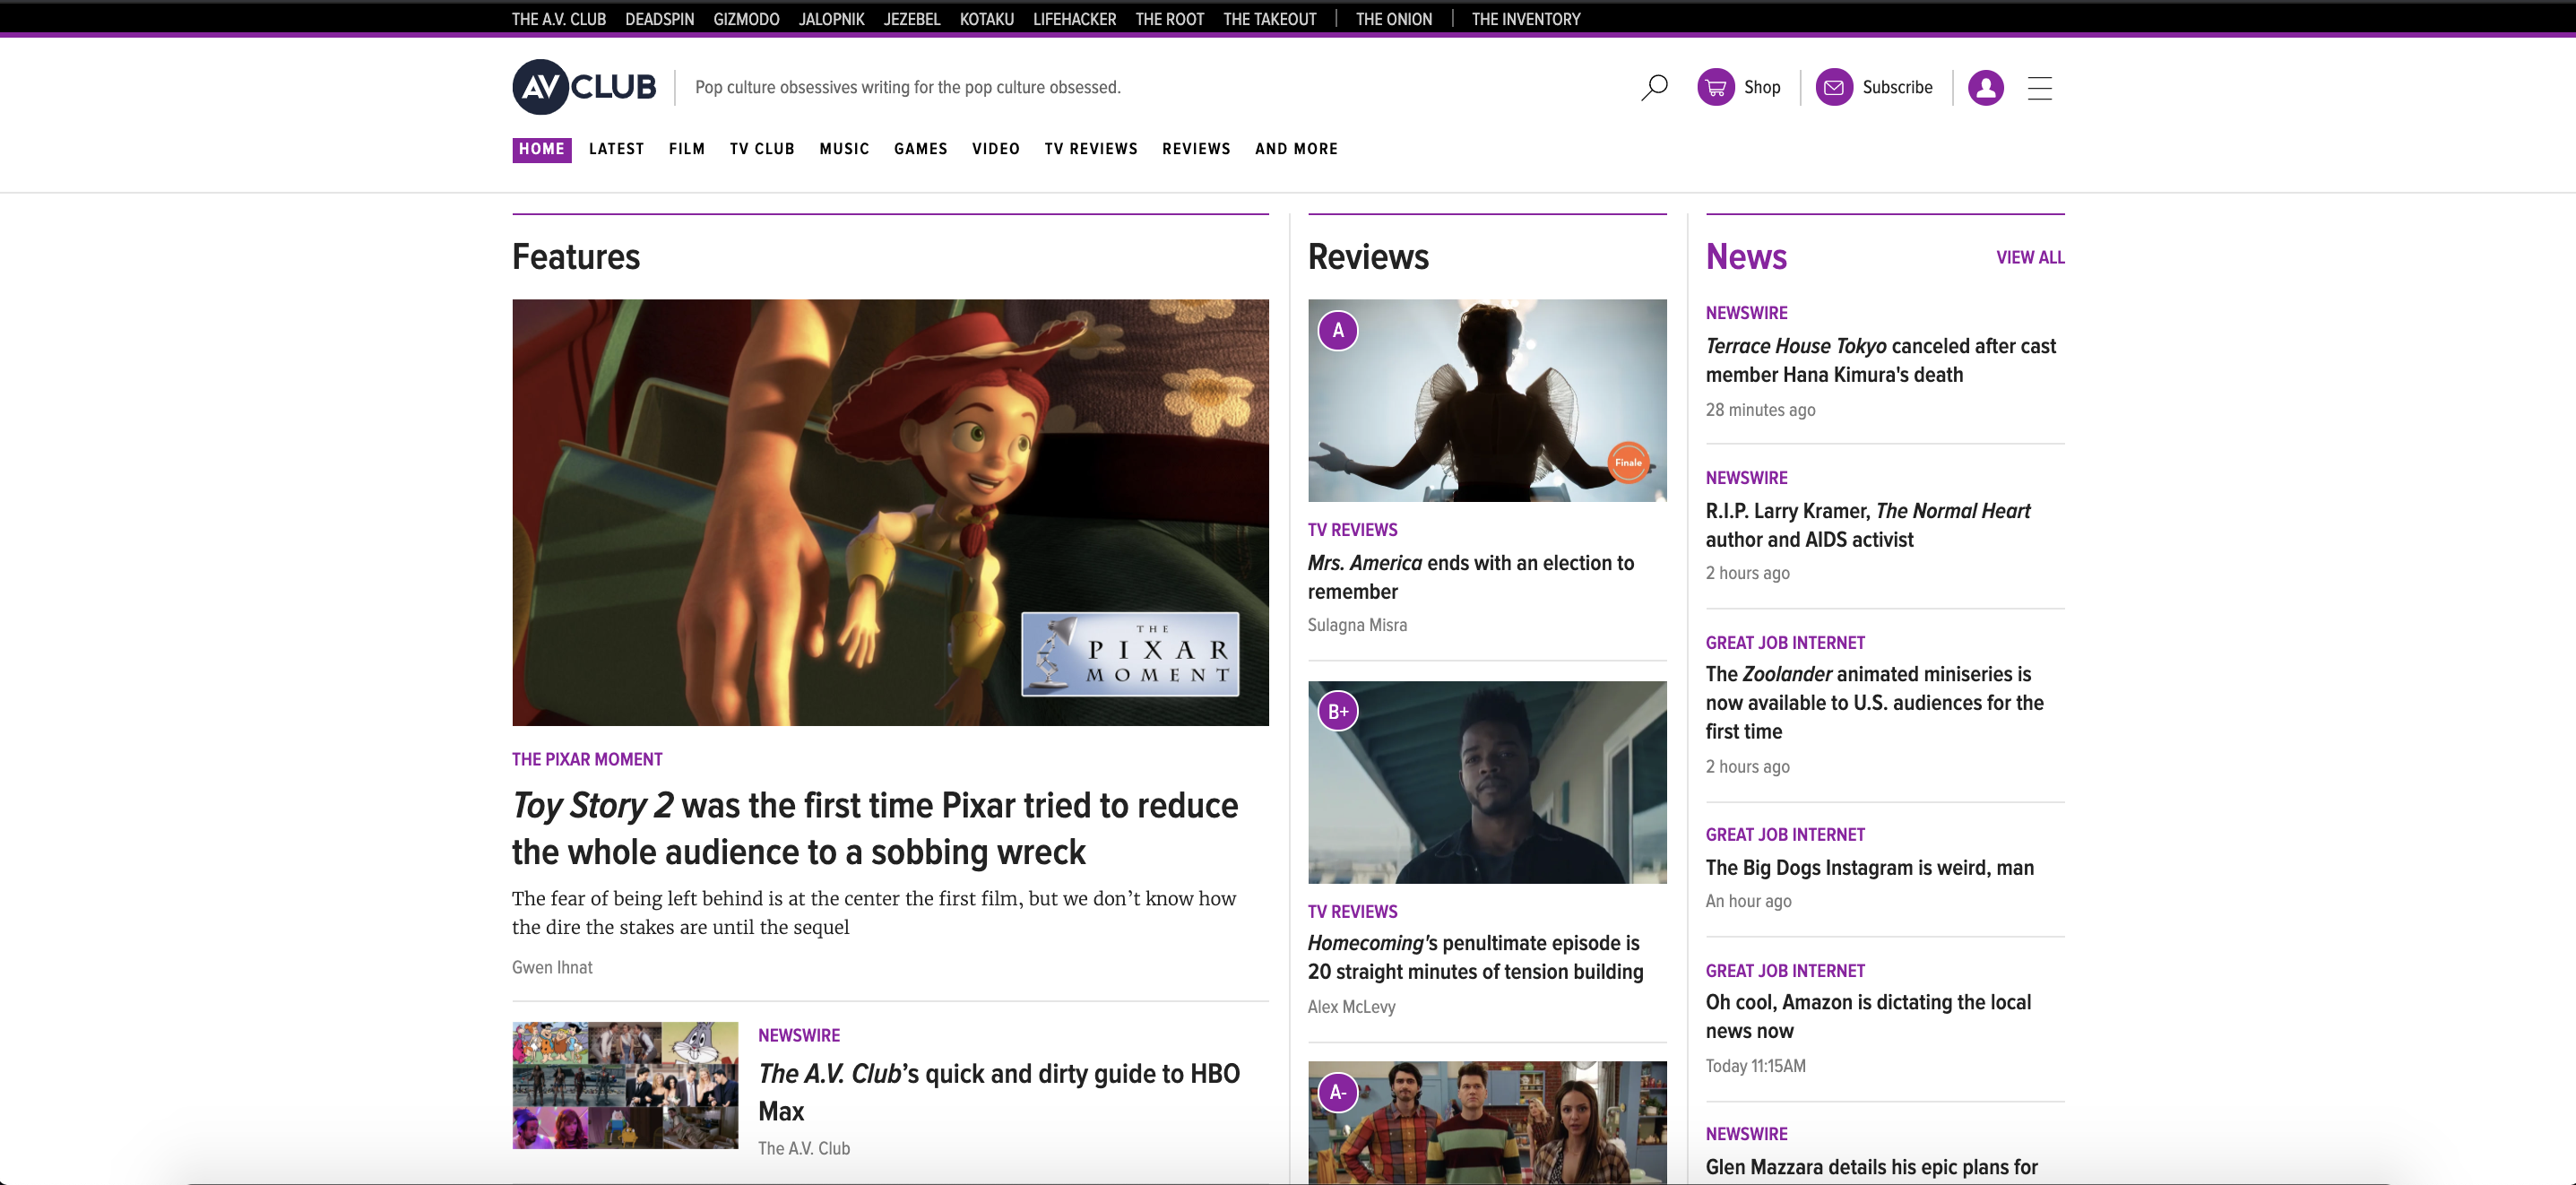 THE A.V. CLUB DEADSPIN GIZMODO JALOPNIK JEZEBEL KOTAKU LIFEHACKER THE ROOT THE TAKEOUT THE ONION THE INVENTORY
AV CLUB
Pop culture obsessives writing for the pop culture obsessed.
Shop
Subscribe
HOME LATEST FILM TV CLUB MUSIC GAMES VIDEO TV REVIEWS REVIEWS AND MORE
Features
THE
PIXAR
MOMENT
THE PIXAR MOMENT
Toy Story 2 was the first time Pixar tried to reduce
the whole audience to a sobbing wreck
The fear of being left behind is at the center the first film, but we don’t know how
the dire the stakes are until the sequel
Gwen Ihnat
NEWSWIRE
The A.V. Club’s quick and dirty guide to HBO
Max
The A.V. Club
Reviews
A
Finale
TV REVIEWS
Mrs. America ends with an election to
remember
Sulagna Misra
B+
TV REVIEWS
Homecoming's penultimate episode is
20 straight minutes of tension building
Alex McLevy
A-
News
VIEW ALL
NEWSWIRE
Terrace House Tokyo canceled after cast
member Hana Kimura's death
28 minutes ago
NEWSWIRE
R.I.P. Larry Kramer, The Normal Heart
author and AIDS activist
2 hours ago
GREAT JOB INTERNET
The Zoolander animated miniseries is
now available to U.S. audiences for the
first time
2 hours ago
GREAT JOB INTERNET
The Big Dogs Instagram is weird, man
An hour ago
GREAT JOB INTERNET
Oh cool, Amazon is dictating the local
news now
Today 11:15AM
NEWSWIRE
Glen Mazzara details his epic plans for